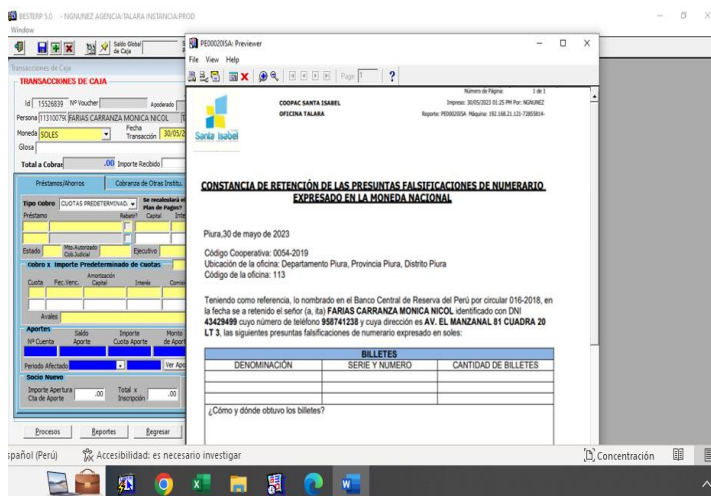 BESTERP 5.0 - NGNUNEZ AGENCIA:TALARA INSTANCIA:PROD
Window
Saldo Global
de Caja
Transacciones de Caja
TRANSACCIONES DE CAJA
Id 15526839 Nº Voucher Apoderado
Persona FARIAS CARRANZA MONICA NICOL
Moneda SOLES Fecha Transacción 30/05/2
Glosa
Total a Cobrar .00 Importe Recibido
Préstamos/Ahorros Cobranza de Otras Institu.
Tipo Cobro CUOTAS PREDETERMINAD. Se recalculará el
Plan de Pagos?
Préstamo Rebatir? Capital Inte
Estado Mto.Autorizado Cob.Judicial Ejecutivo
Cobro x Importe Predeterminado de Cuotas
Cuota Fec.Venc. Amortización Capital Interés Comisi
Avales
Aportes Saldo Importe Monto
Nº Cuenta Aporte Cuota Aporte de Apor
Periodo Afectado Ver Apo
Socio Nuevo
Importe Apertura .00 Total x .00
Cta de Aporte Inscripción
Procesos Reportes Regresar
PE00020ISA: Previewer
File View Help
Page 1
Número de Página: 1 de 1
COOPAC SANTA ISABEL Impreso: 30/05/2023 01:25 PM Por: NGNUNEZ
OFICINA TALARA Reporte: PE00020ISA Máquina: 192.168.21.121-72855814-
Santa Isabel
CONSTANCIA DE RETENCIÓN DE LAS PRESUNTAS FALSIFICACIONES DE NUMERARIO
EXPRESADO EN LA MONEDA NACIONAL
Piura,30 de mayo de 2023
Código Cooperativa: 0054-2019
Ubicación de la oficina: Departamento Piura, Provincia Piura, Distrito Piura
Código de la oficina: 113
Teniendo como referencia, lo nombrado en el Banco Central de Reserva del Perú por circular 016-2018, en
la fecha se a retenido el señor (a, ita) FARIAS CARRANZA MONICA NICOL identificado con DNI
43429499 cuyo número de teléfono 958741238 y cuya dirección es AV. EL MANZANAL 81 CUADRA 20
LT 3, las siguientes presuntas falsificaciones de numerario expresado en soles:
BILLETES
DENOMINACIÓN SERIE Y NUMERO CANTIDAD DE BILLETES
¿Cómo y dónde obtuvo los billetes?
spañol (Perú) Accesibilidad: es necesario investigar Concentración